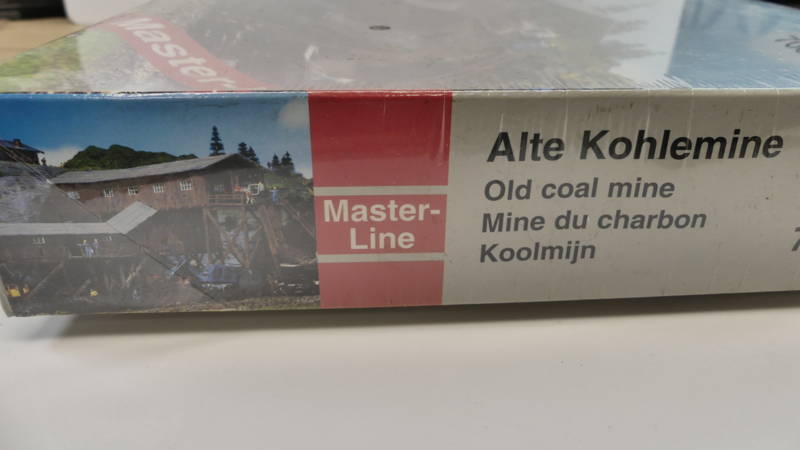 Master-
Master-
Line
Alte Kohlemine
Old coal mine
Mine du charbon
Koolmijn